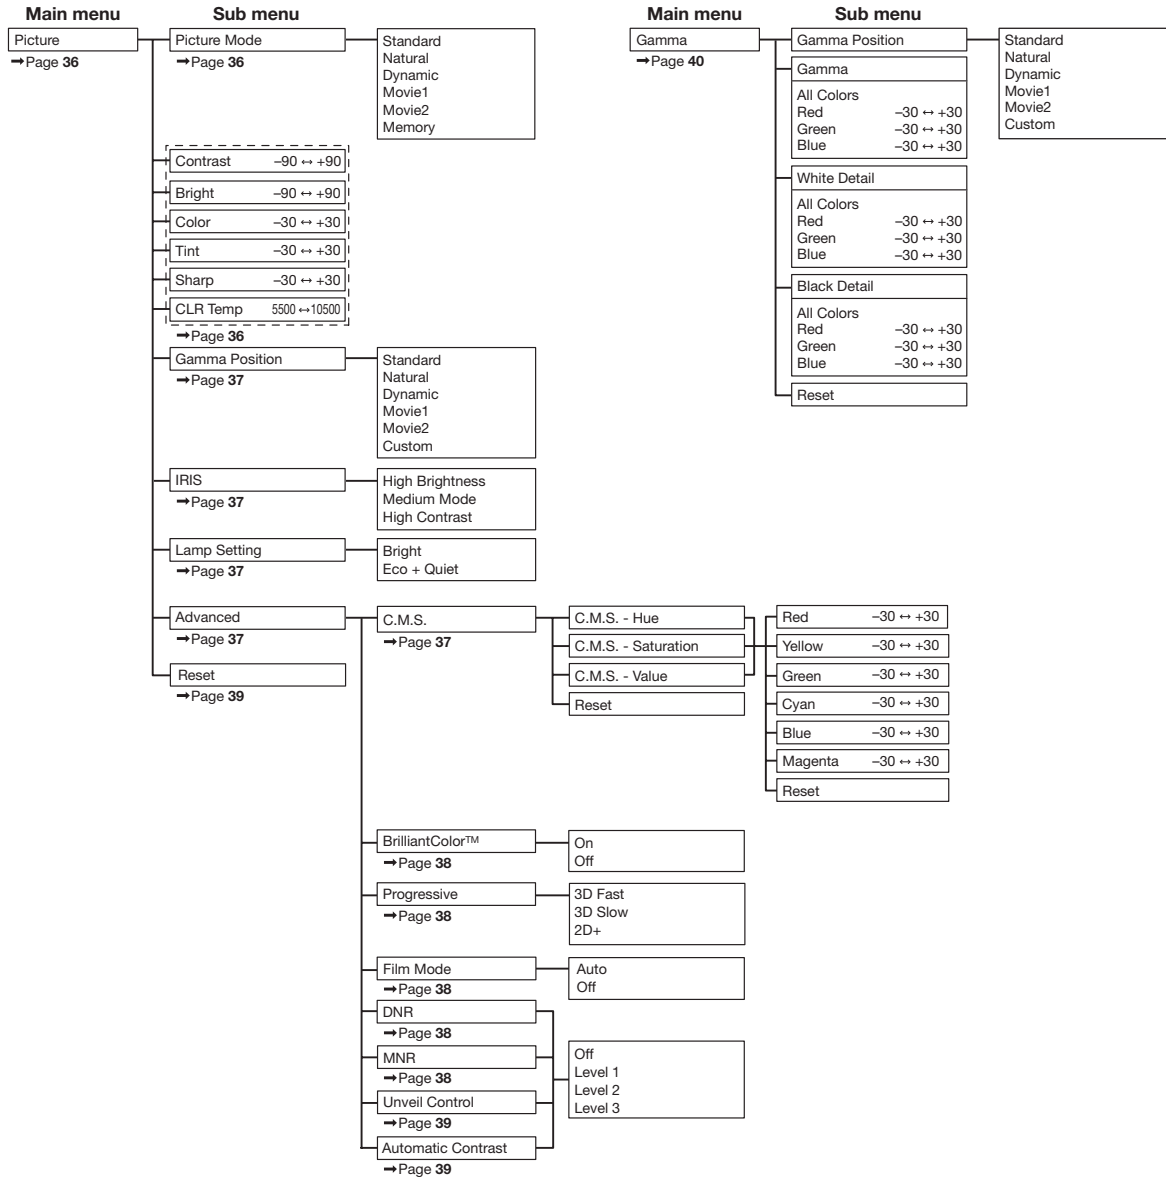 Main menu
Sub menu
Picture
➞Page 36
Picture Mode
➞Page 36
Standard
Natural
Dynamic
Movie1
Movie2
Memory
Contrast –90 ↔ +90
Bright –90 ↔ +90
Color –30 ↔ +30
Tint –30 ↔ +30
Sharp –30 ↔ +30
CLR Temp 5500 ↔10500
➞Page 36
Gamma Position
➞Page 37
Standard
Natural
Dynamic
Movie1
Movie2
Custom
IRIS
➞Page 37
High Brightness
Medium Mode
High Contrast
Lamp Setting
➞Page 37
Bright
Eco + Quiet
Advanced
➞Page 37
C.M.S.
➞Page 37
C.M.S. - Hue
C.M.S. - Saturation
C.M.S. - Value
Reset
Red –30 ↔ +30
Yellow –30 ↔ +30
Green –30 ↔ +30
Cyan –30 ↔ +30
Blue –30 ↔ +30
Magenta –30 ↔ +30
Reset
BrilliantColor™
➞Page 38
On
Off
Progressive
➞Page 38
3D Fast
3D Slow
2D+
Film Mode
➞Page 38
Auto
Off
DNR
➞Page 38
MNR
➞Page 38
Unveil Control
➞Page 39
Automatic Contrast
➞Page 39
Off
Level 1
Level 2
Level 3
Reset
➞Page 39
Main menu
Sub menu
Gamma
➞Page 40
Gamma Position
Standard
Natural
Dynamic
Movie1
Movie2
Custom
Gamma
All Colors
Red –30 ↔ +30
Green –30 ↔ +30
Blue –30 ↔ +30
White Detail
All Colors
Red –30 ↔ +30
Green –30 ↔ +30
Blue –30 ↔ +30
Black Detail
All Colors
Red –30 ↔ +30
Green –30 ↔ +30
Blue –30 ↔ +30
Reset